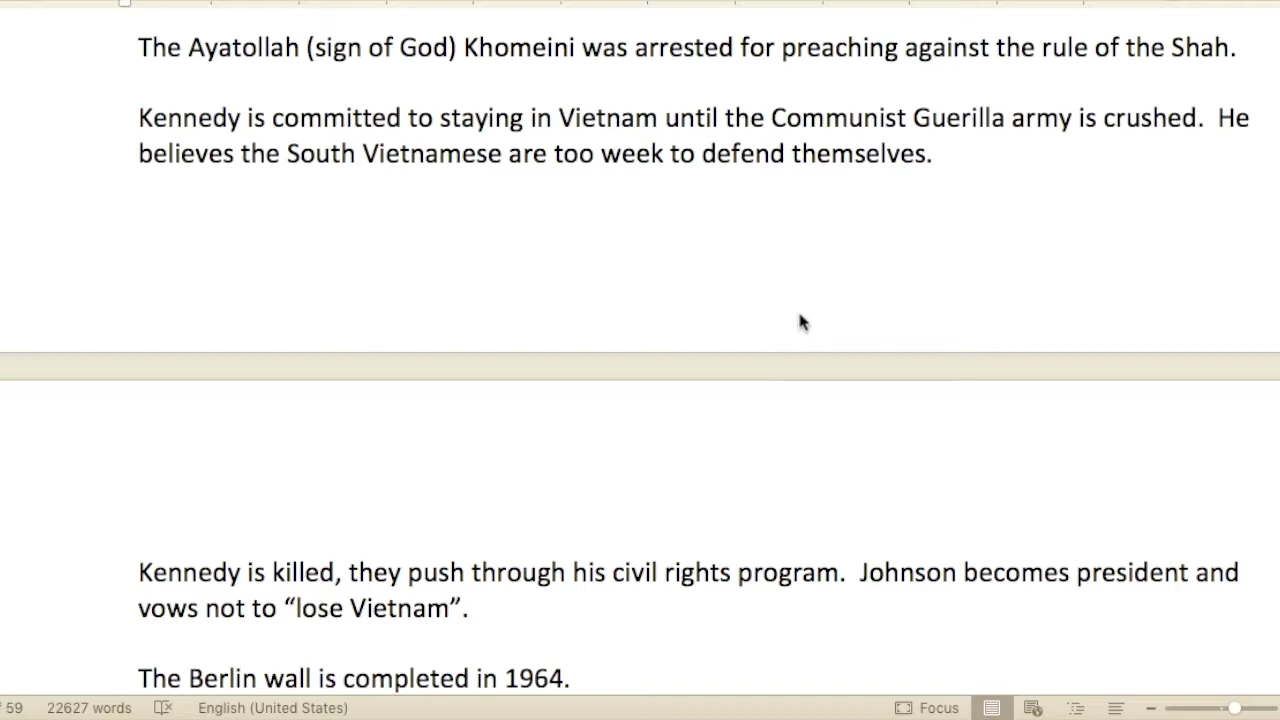 The Ayatollah (sign of God) Khomeini was arrested for preaching against the rule of the Shah.
Kennedy is committed to staying in Vietnam until the Communist Guerilla army is crushed.  He
believes the South Vietnamese are too week to defend themselves.
Kennedy is killed, they push through his civil rights program.  Johnson becomes president and
vows not to “lose Vietnam”.
The Berlin wall is completed in 1964.
59 22627 words English (United States) Focus